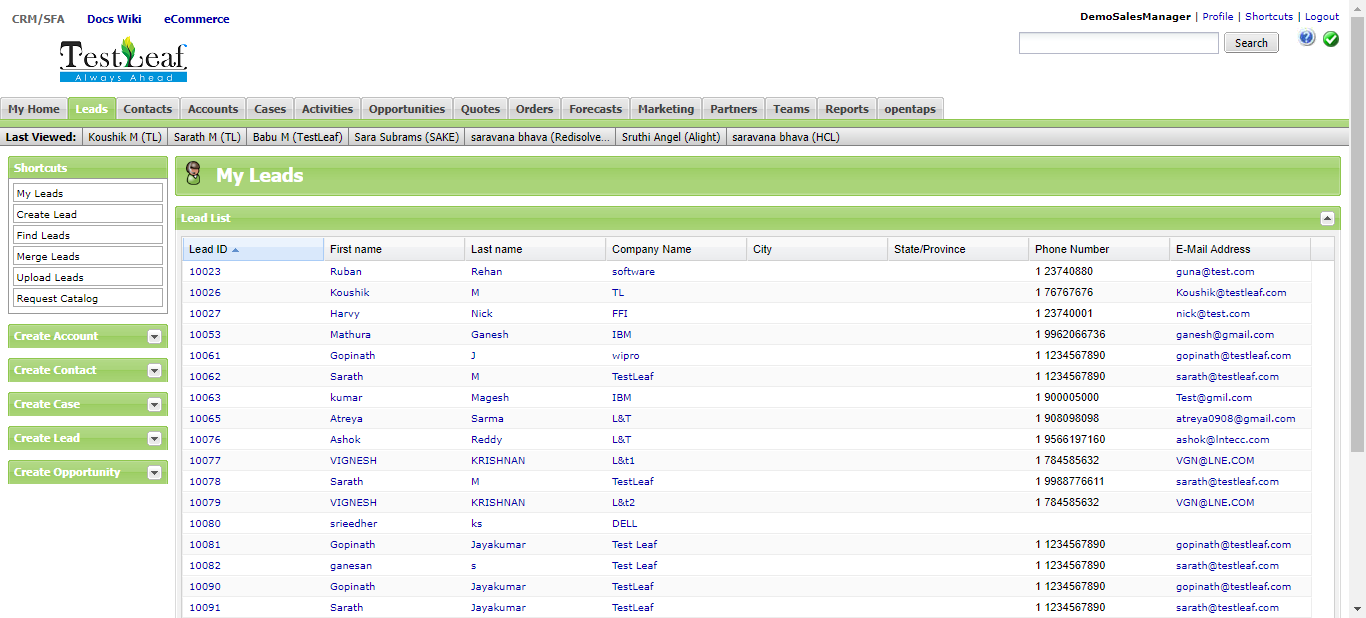 CRM/SFA Docs Wiki eCommerce
DemoSalesManager | Profile | Shortcuts | Logout
TestLeaf
Always Ahead
Search
My Home Leads Contacts Accounts Cases Activities Opportunities Quotes Orders Forecasts Marketing Partners Teams Reports opentaps
Last Viewed: Koushik M (TL) Sarath M (TL) Babu M (TestLeaf) Sara Subrams (SAKE) saravana bhava (Redisolve... Sruthi Angel (Alight) saravana bhava (HCL)
Shortcuts
My Leads
Create Lead
Find Leads
Merge Leads
Upload Leads
Request Catalog
Create Account
Create Contact
Create Case
Create Lead
Create Opportunity
My Leads
Lead List
Lead ID First name Last name Company Name City State/Province Phone Number E-Mail Address
10023 Ruban Rehan software 1 23740880 guna@test.com
10026 Koushik M TL 1 76767676 Koushik@testleaf.com
10027 Harvy Nick FFI 1 23740001 nick@test.com
10053 Mathura Ganesh IBM 1 9962066736 ganesh@gmail.com
10061 Gopinath J wipro 1 1234567890 gopinath@testleaf.com
10062 Sarath M TestLeaf 1 1234567890 sarath@testleaf.com
10063 kumar Magesh IBM 1 900005000 Test@gmil.com
10065 Atreya Sarma L&T 1 908098098 atreya0908@gmail.com
10076 Ashok Reddy L&T 1 9566197160 ashok@lntecc.com
10077 VIGNESH KRISHNAN L&t1 1 784585632 VGN@LNE.COM
10078 Sarath M TestLeaf 1 9988776611 sarath@testleaf.com
10079 VIGNESH KRISHNAN L&t2 1 784585632 VGN@LNE.COM
10080 srieedher ks DELL
10081 Gopinath Jayakumar Test Leaf 1 1234567890 gopinath@testleaf.com
10082 ganesan s Test Leaf 1 1234567890 sarath@testleaf.com
10090 Gopinath Jayakumar TestLeaf 1 1234567890 gopinath@testleaf.com
10091 Sarath Jayakumar TestLeaf 1 1234567890 sarath@testleaf.com